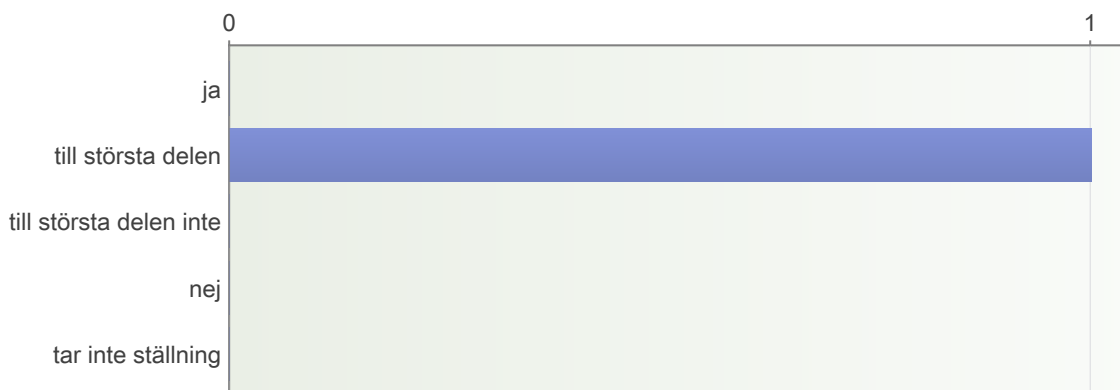 0 1
ja
till största delen
till största delen inte
nej
tar inte ställning